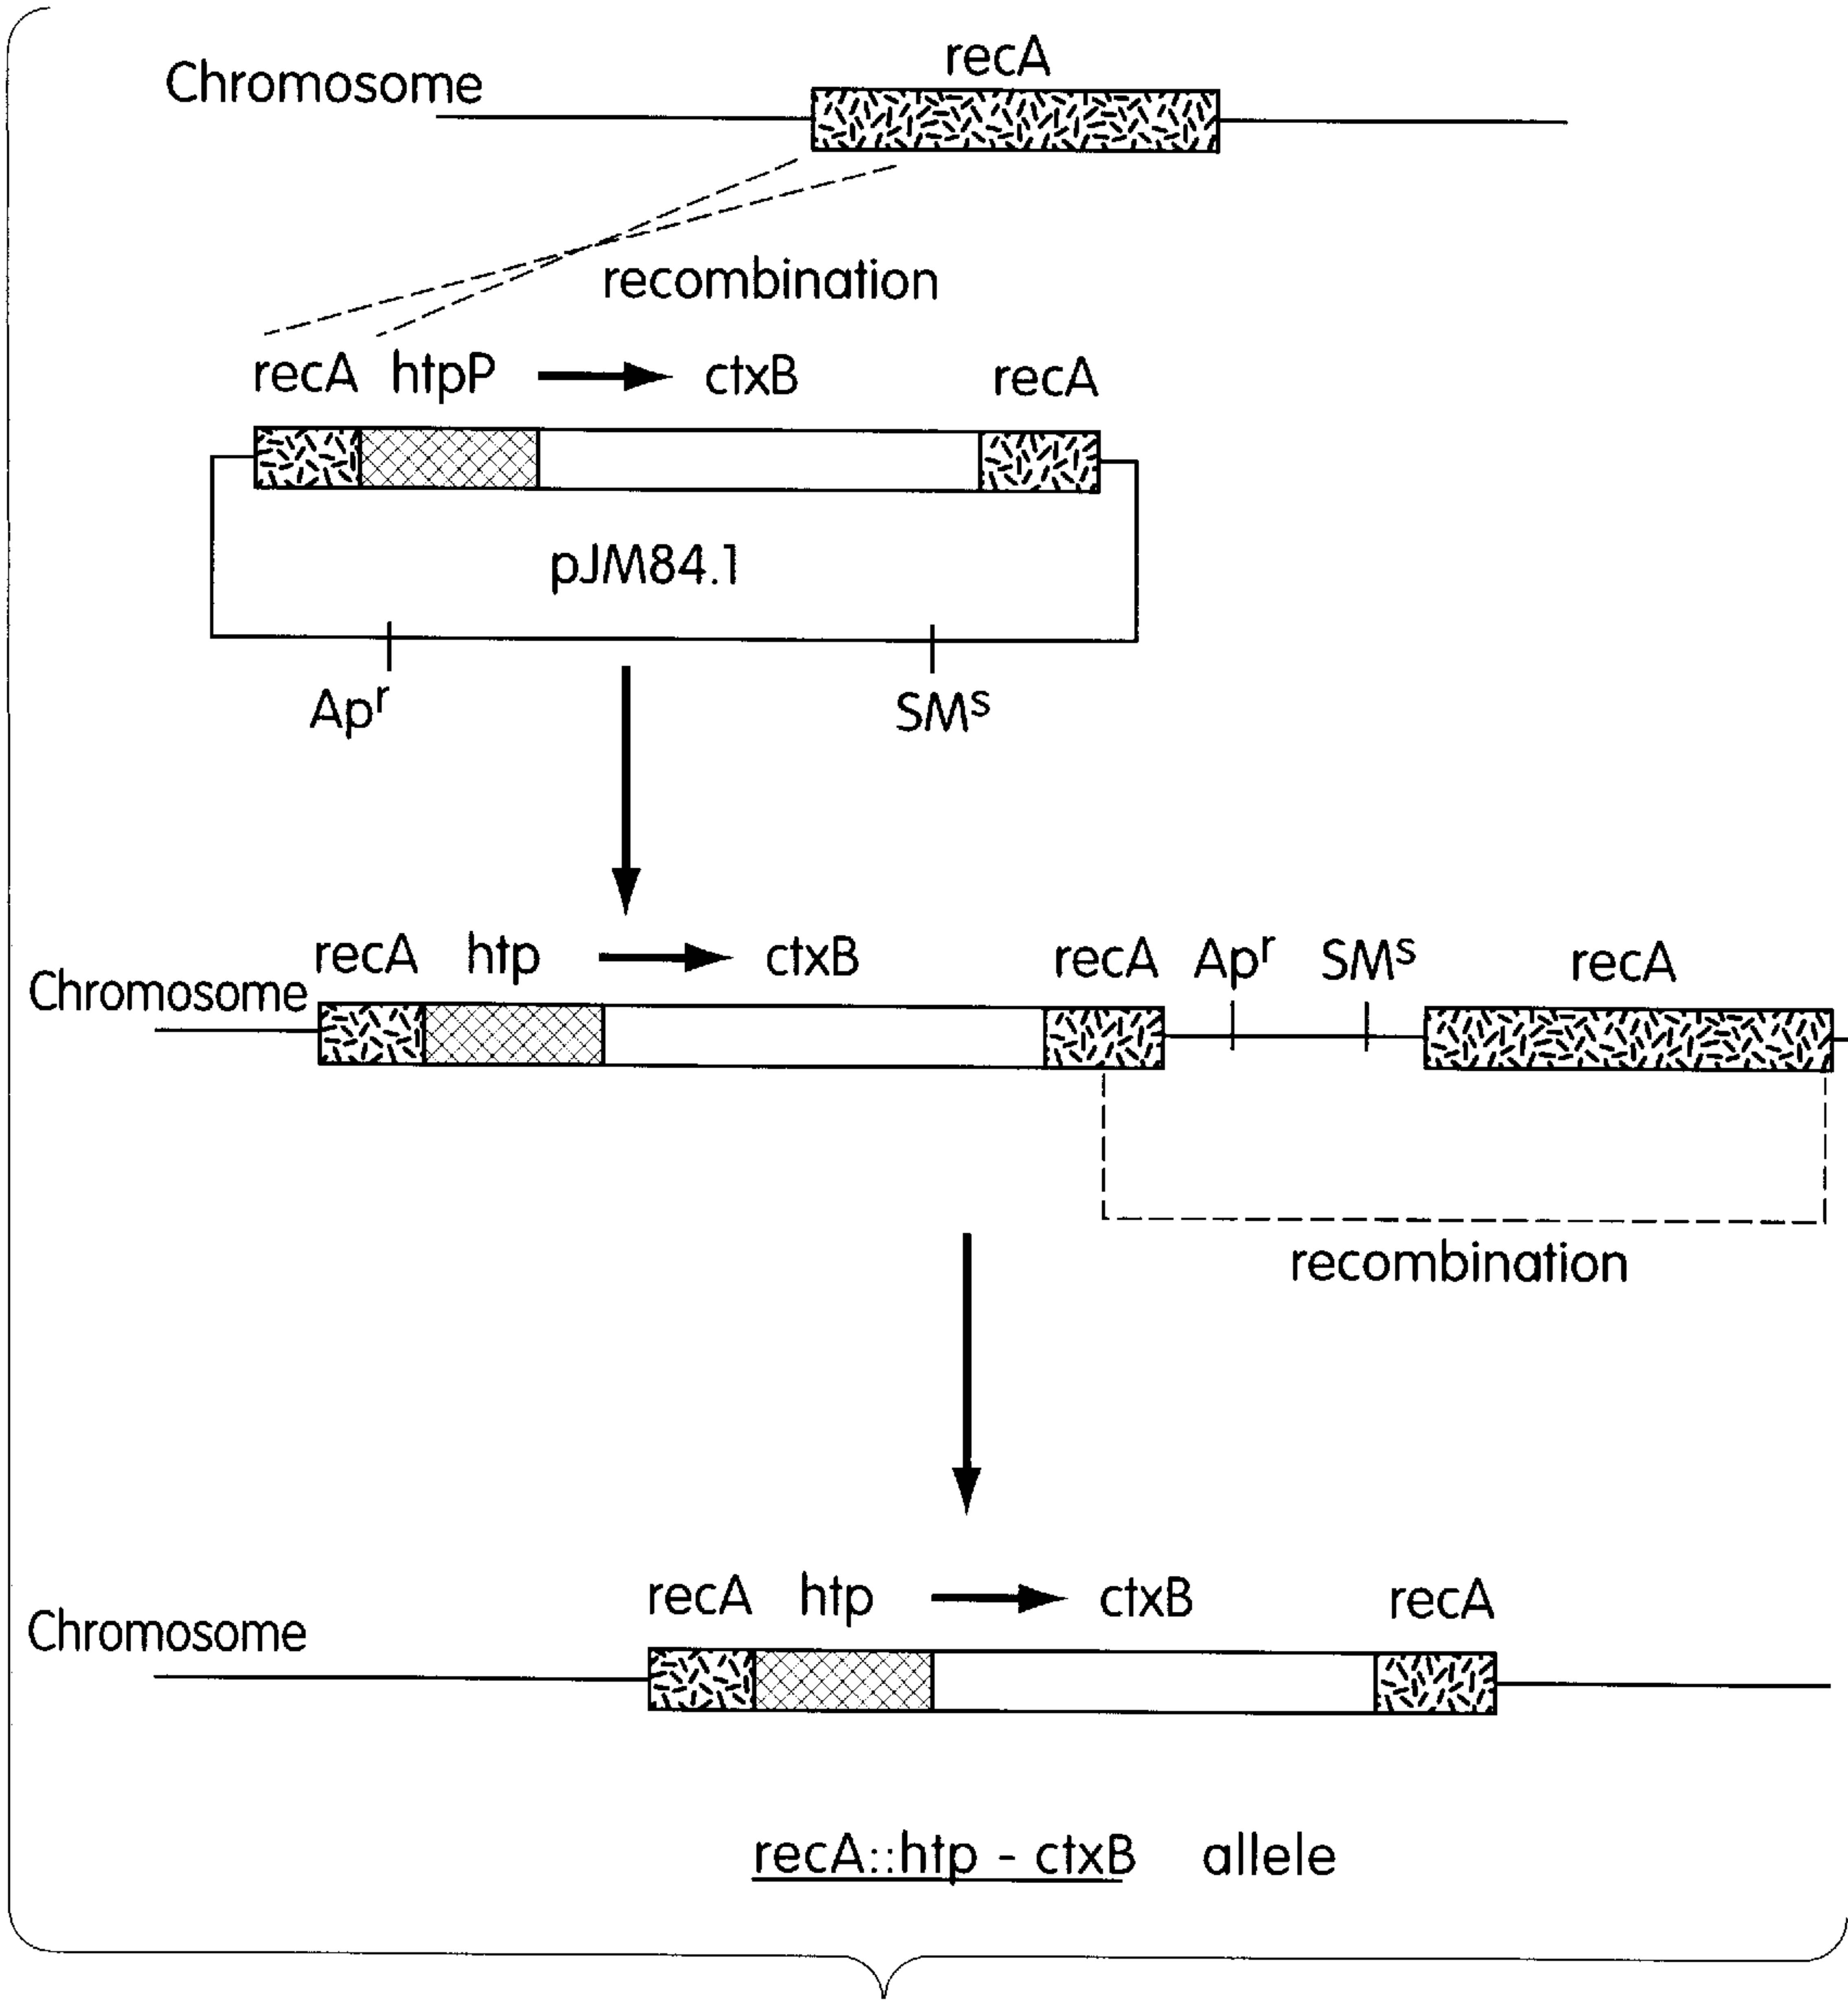 recA
Chromosome
recombination
recA htpP ctxB recA
pJM84.1
Apr SMs
recA htp ctxB recA Apr SMs recA
Chromosome
recombination
recA htp ctxB recA
Chromosome
recA::htp - ctxB allele